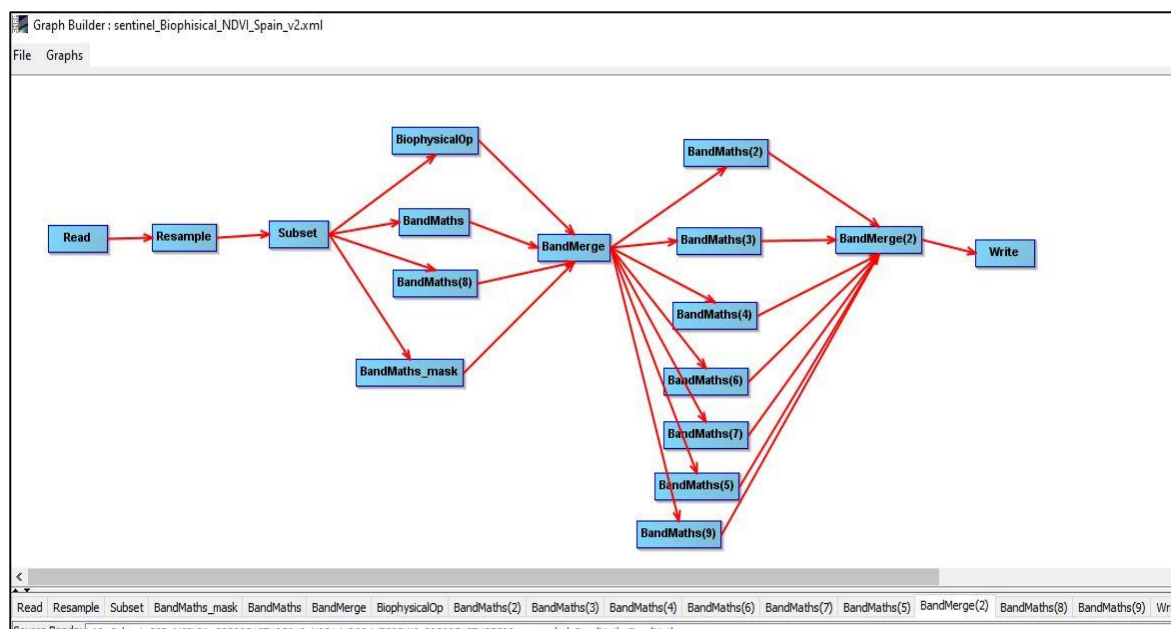 Graph Builder : sentinel_Biophisical_NDVI_Spain_v2.xml
File Graphs
BiophysicalOp
BandMaths(2)
Read
Resample
Subset
BandMaths
BandMerge
BandMaths(3)
BandMerge(2)
Write
BandMaths(8)
BandMaths(4)
BandMaths_mask
BandMaths(6)
BandMaths(7)
BandMaths(5)
BandMaths(9)
Read Resample Subset BandMaths_mask BandMaths BandMerge BiophysicalOp BandMaths(2) BandMaths(3) BandMaths(4) BandMaths(6) BandMaths(7) BandMaths(5) BandMerge(2) BandMaths(8) BandMaths(9)